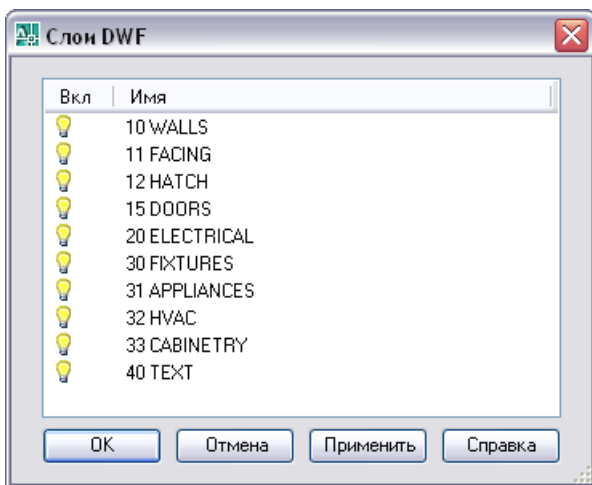 Слои DWF
Вкл Имя
10 WALLS
11 FACING
12 HATCH
15 DOORS
20 ELECTRICAL
30 FIXTURES
31 APPLIANCES
32 HVAC
33 CABINETRY
40 TEXT
OK Отмена Применить Справка